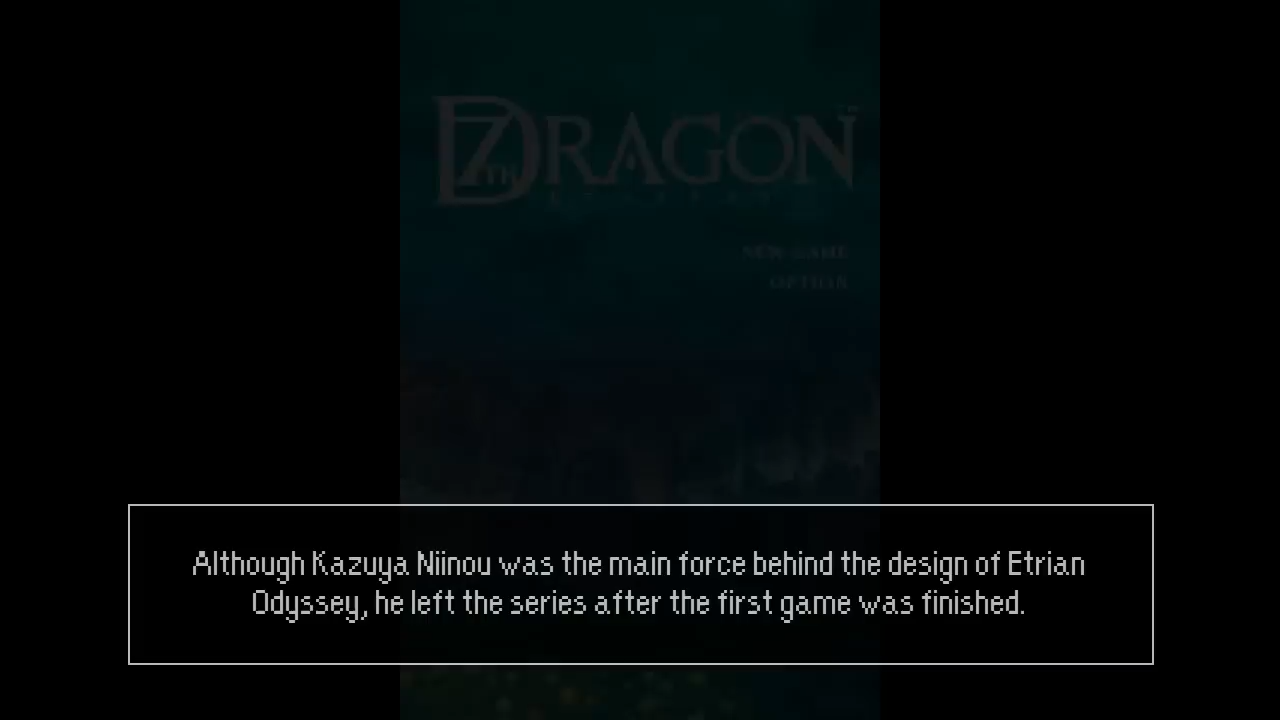 7TH DRAGON
NEW GAME
OPTION
Although Kazuya Niinou was the main force behind the design of Etrian
Odyssey, he left the series after the first game was finished.